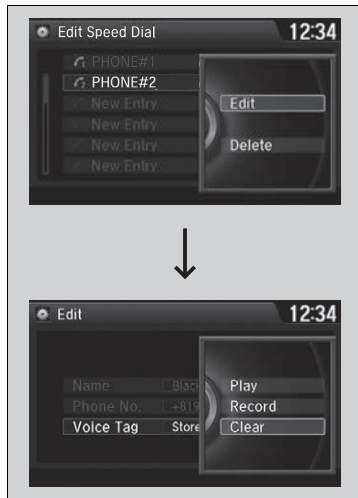 Edit Speed Dial 12:34
PHONE#1
PHONE#2
New Entry
Edit
New Entry
New Entry
Delete
New Entry
Edit 12:34
Name Black Play
Phone No. +819 Record
Voice Tag Store Clear